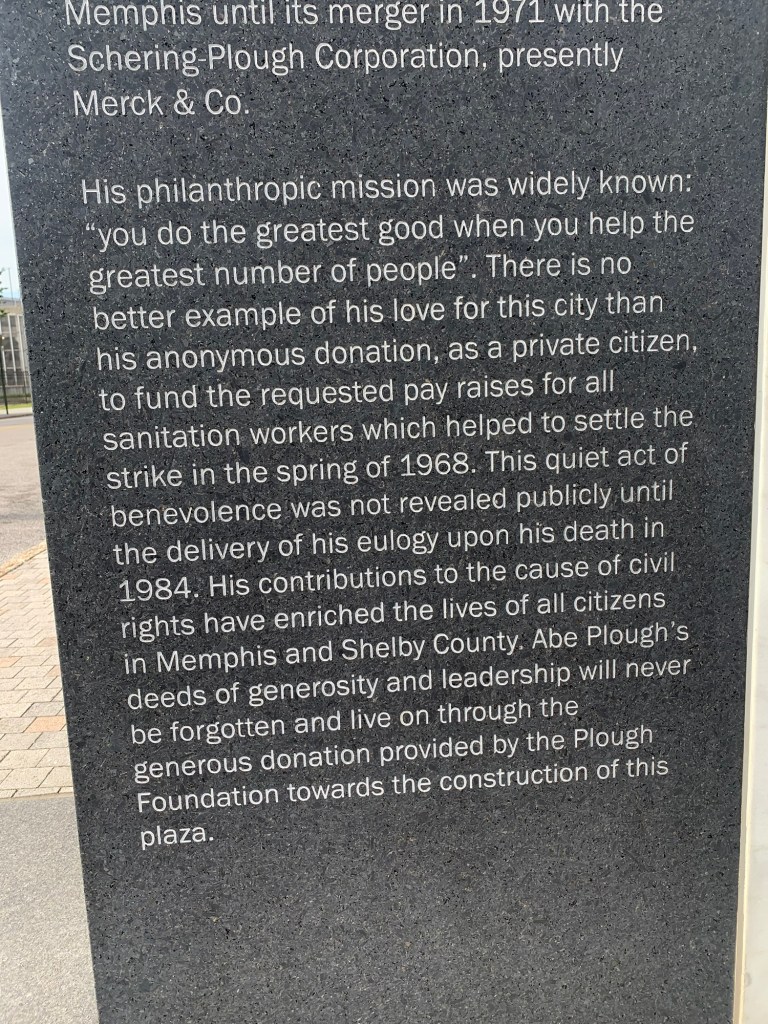 Memphis until its merger in 1971 with the
Schering-Plough Corporation, presently
Merck & Co.
His philanthropic mission was widely known:
“you do the greatest good when you help the
greatest number of people”. There is no
better example of his love for this city than
his anonymous donation, as a private citizen,
to fund the requested pay raises for all
sanitation workers which helped to settle the
strike in the spring of 1968. This quiet act of
benevolence was not revealed publicly until
the delivery of his eulogy upon his death in
1984. His contributions to the cause of civil
rights have enriched the lives of all citizens
in Memphis and Shelby County. Abe Plough’s
deeds of generosity and leadership will never
be forgotten and live on through the
generous donation provided by the Plough
Foundation towards the construction of this
plaza.